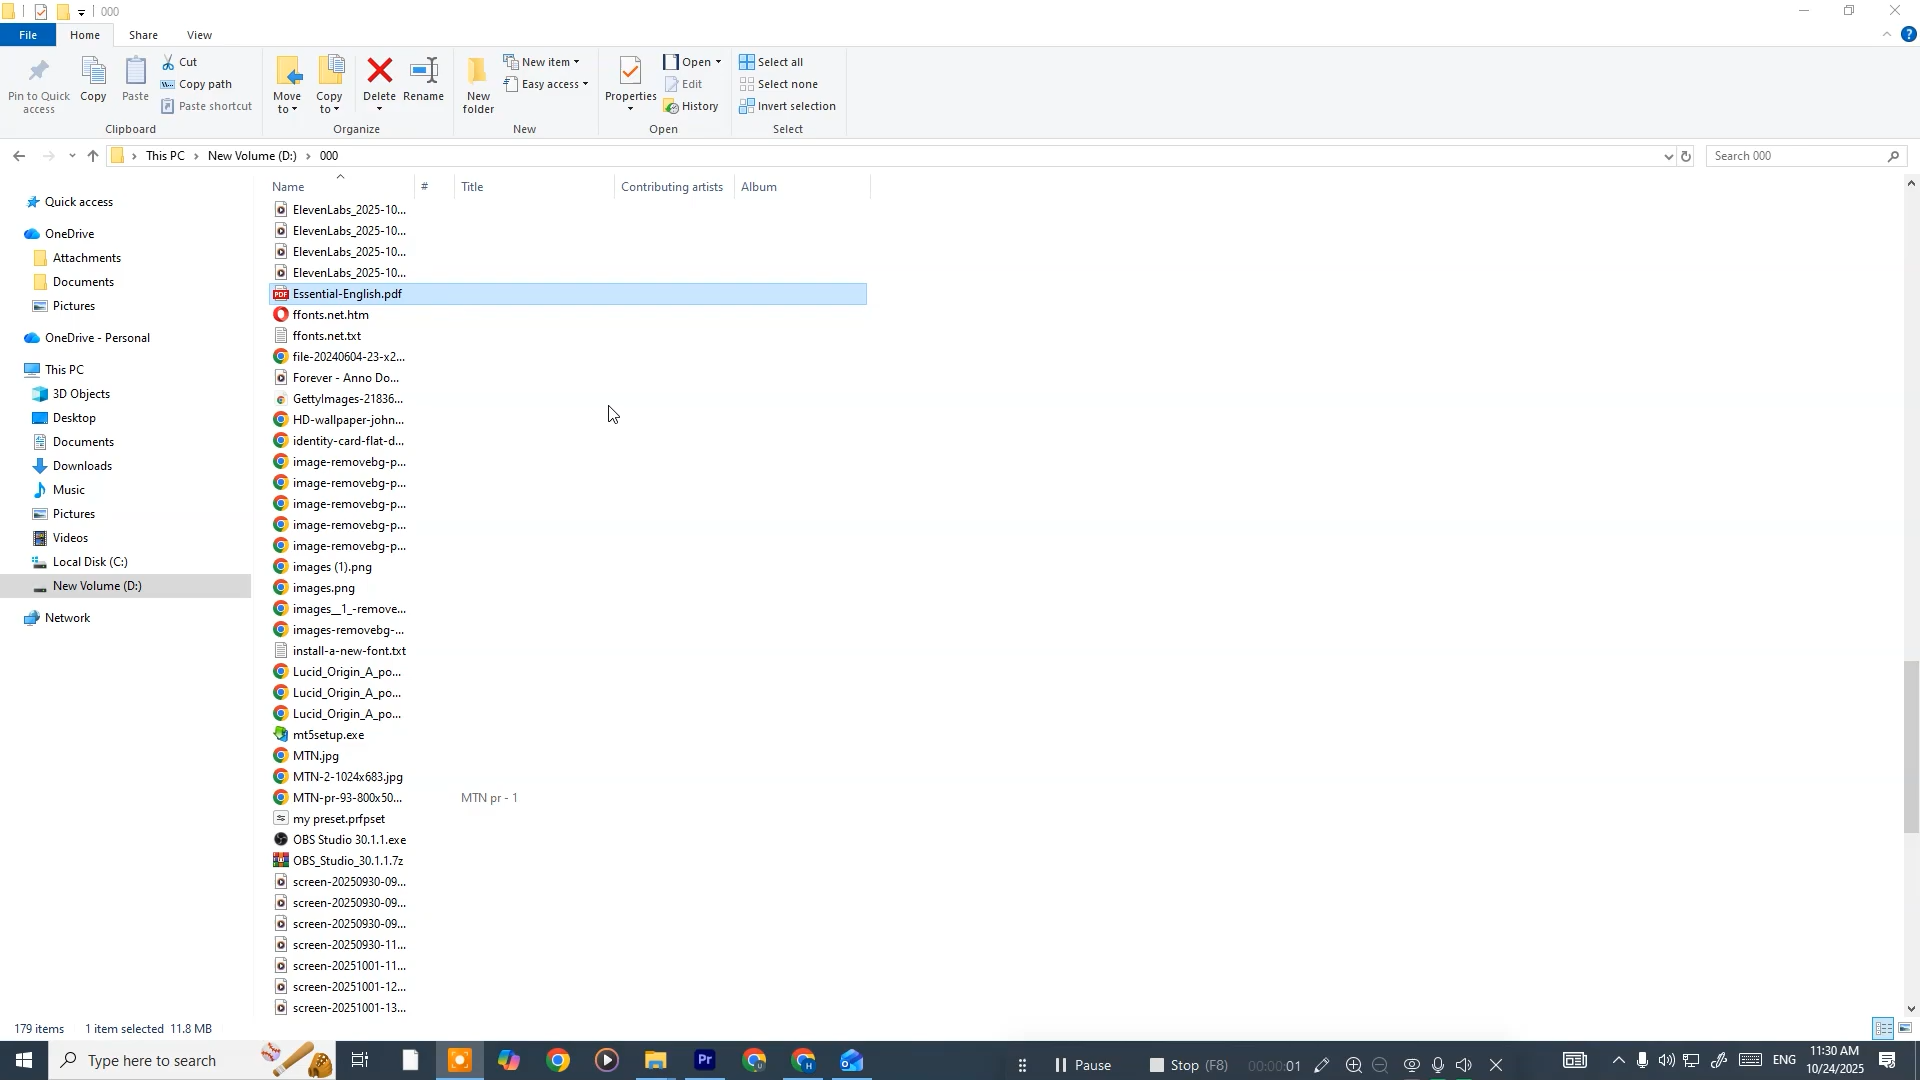 000
File Home Share View
Pin to Quick access
Copy
Paste
Cut
Copy path
Paste shortcut
Clipboard
Move to
Copy to
Delete
Rename
Organize
New folder
New item
Easy access
New
Properties
Open
Edit
History
Open
Select all
Select none
Invert selection
Select
This PC › New Volume (D:) › 000
Search 000
Quick access
OneDrive
Attachments
Documents
Pictures
OneDrive - Personal
This PC
3D Objects
Desktop
Documents
Downloads
Music
Pictures
Videos
Local Disk (C:)
New Volume (D:)
Network
Name # Title Contributing artists Album
ElevenLabs_2025-10...
ElevenLabs_2025-10...
ElevenLabs_2025-10...
ElevenLabs_2025-10...
PDF Essential-English.pdf
ffonts.net.htm
ffonts.net.txt
file-20240604-23-x2...
Forever - Anno Do...
GettyImages-21836...
HD-wallpaper-john...
identity-card-flat-d...
image-removebg-p...
image-removebg-p...
image-removebg-p...
image-removebg-p...
image-removebg-p...
images (1).png
images.png
images__1_-remove...
images-removebg-...
install-a-new-font.txt
Lucid_Origin_A_po...
Lucid_Origin_A_po...
Lucid_Origin_A_po...
mt5setup.exe
MTN.jpg
MTN-2-1024x683.jpg
MTN-pr-93-800x50... MTN pr - 1
my preset.prfpset
OBS Studio 30.1.1.exe
OBS_Studio_30.1.1.7z
screen-20250930-09...
screen-20250930-09...
screen-20250930-09...
screen-20250930-11...
screen-20251001-11...
screen-20251001-12...
screen-20251001-13...
179 items 1 item selected 11.8 MB
Type here to search
Pr
U
H
Pause
Stop (F8)
00:00:01
ENG
11:30 AM
10/24/2025